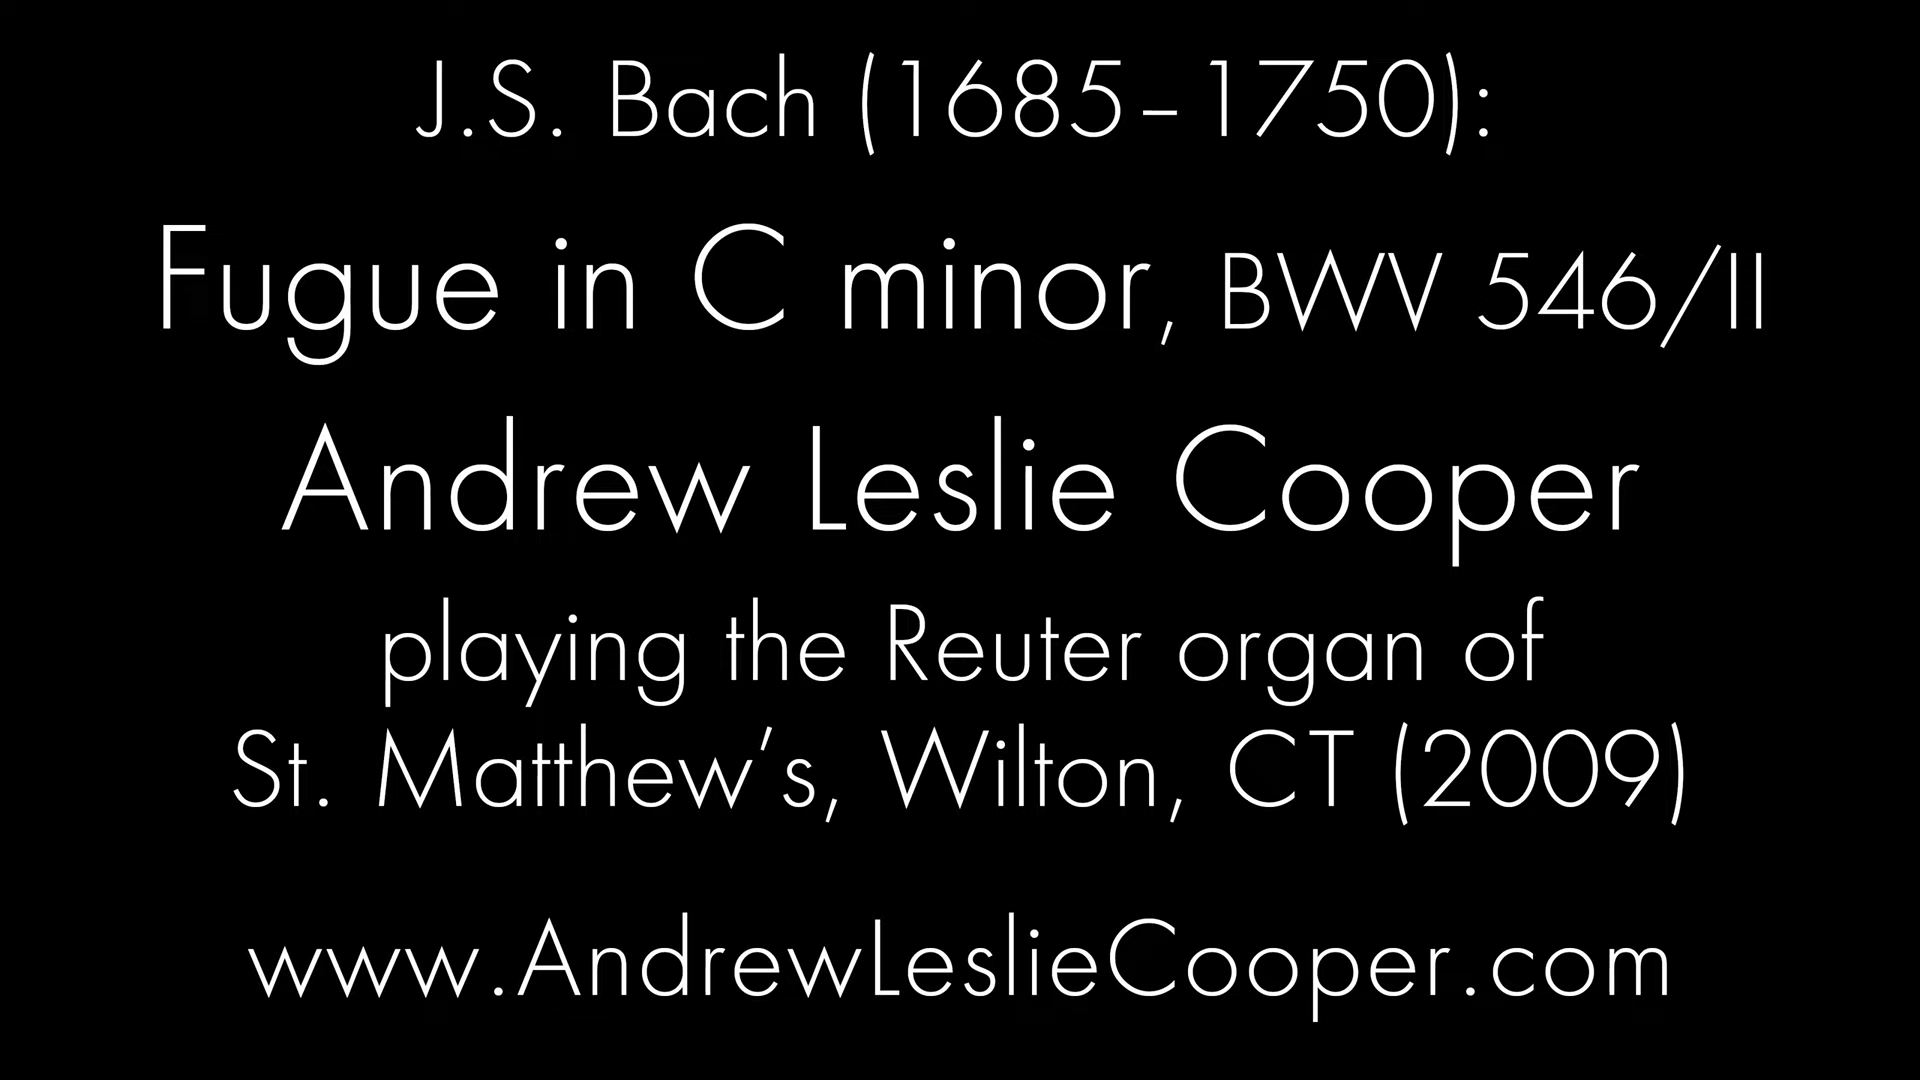 J.S. Bach (1685–1750):
Fugue in C minor, BWV 546/II
Andrew Leslie Cooper
playing the Reuter organ of
St. Matthew’s, Wilton, CT (2009)
www.AndrewLeslieCooper.com